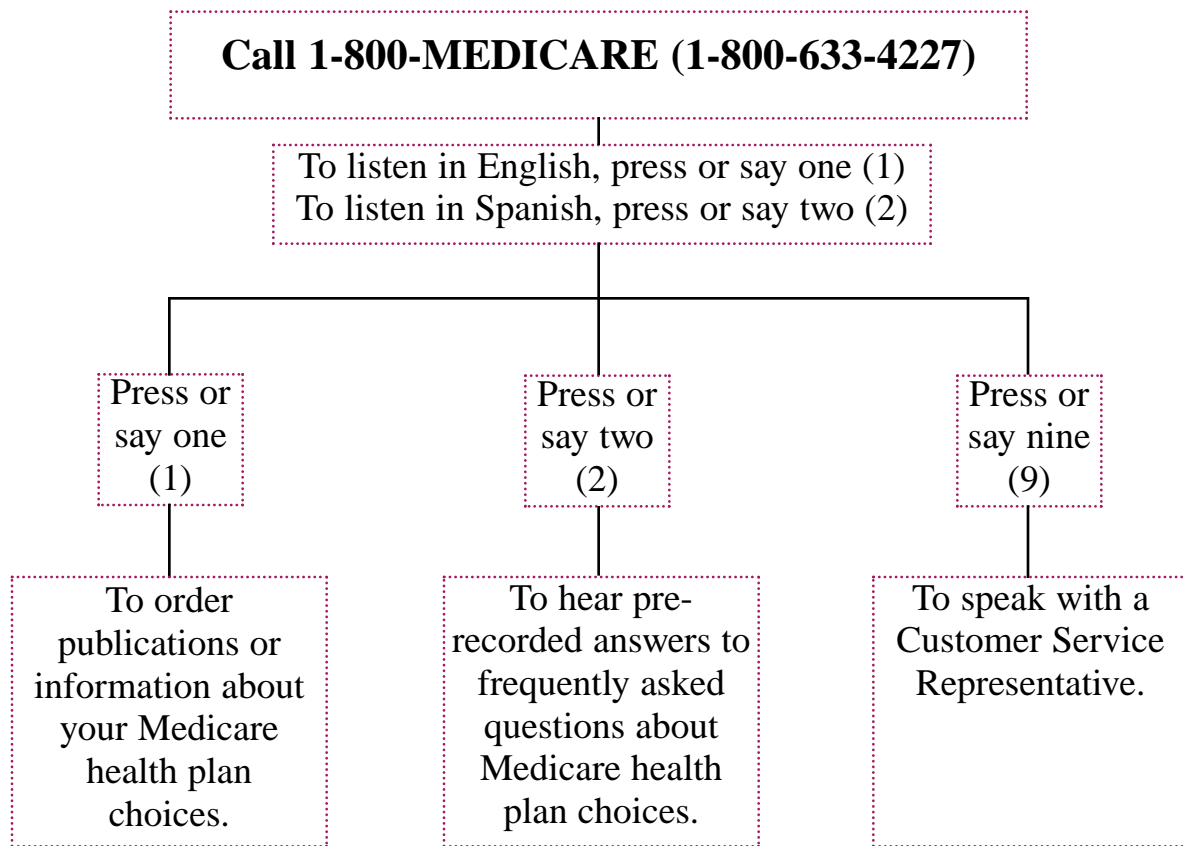 Call 1-800-MEDICARE (1-800-633-4227)
To listen in English, press or say one (1)
To listen in Spanish, press or say two (2)
Press or
say one
(1)
To order
publications or
information about
your Medicare
health plan
choices.
Press or
say two
(2)
To hear pre-
recorded answers to
frequently asked
questions about
Medicare health
plan choices.
Press or
say nine
(9)
To speak with a
Customer Service
Representative.